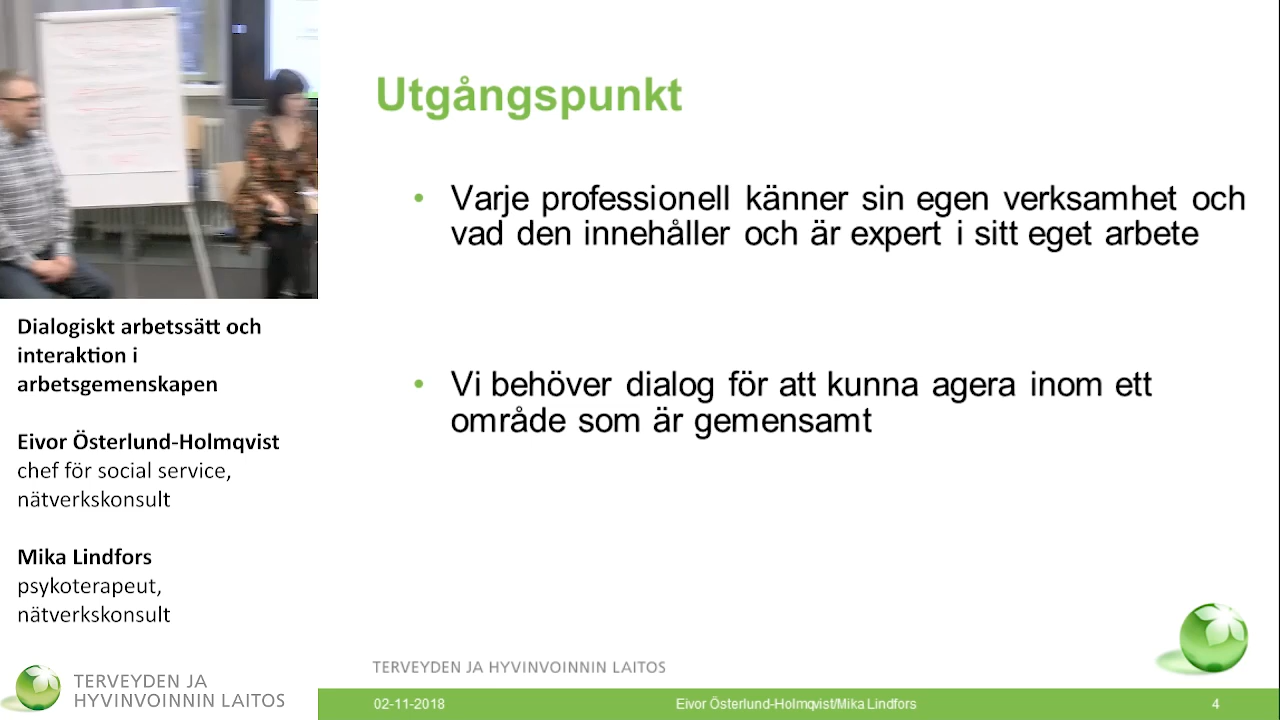 Utgångspunkt
• Varje professionell känner sin egen verksamhet och
vad den innehåller och är expert i sitt eget arbete
• Vi behöver dialog för att kunna agera inom ett
område som är gemensamt
Dialogiskt arbetssätt och
interaktion i
arbetsgemenskapen
Eivor Österlund-Holmqvist
chef för social service,
nätverkskonsult
Mika Lindfors
psykoterapeut,
nätverkskonsult
TERVEYDEN JA
HYVINVOINNIN LAITOS
TERVEYDEN JA HYVINVOINNIN LAITOS
02-11-2018
Eivor Österlund-Holmqvist/Mika Lindfors
4